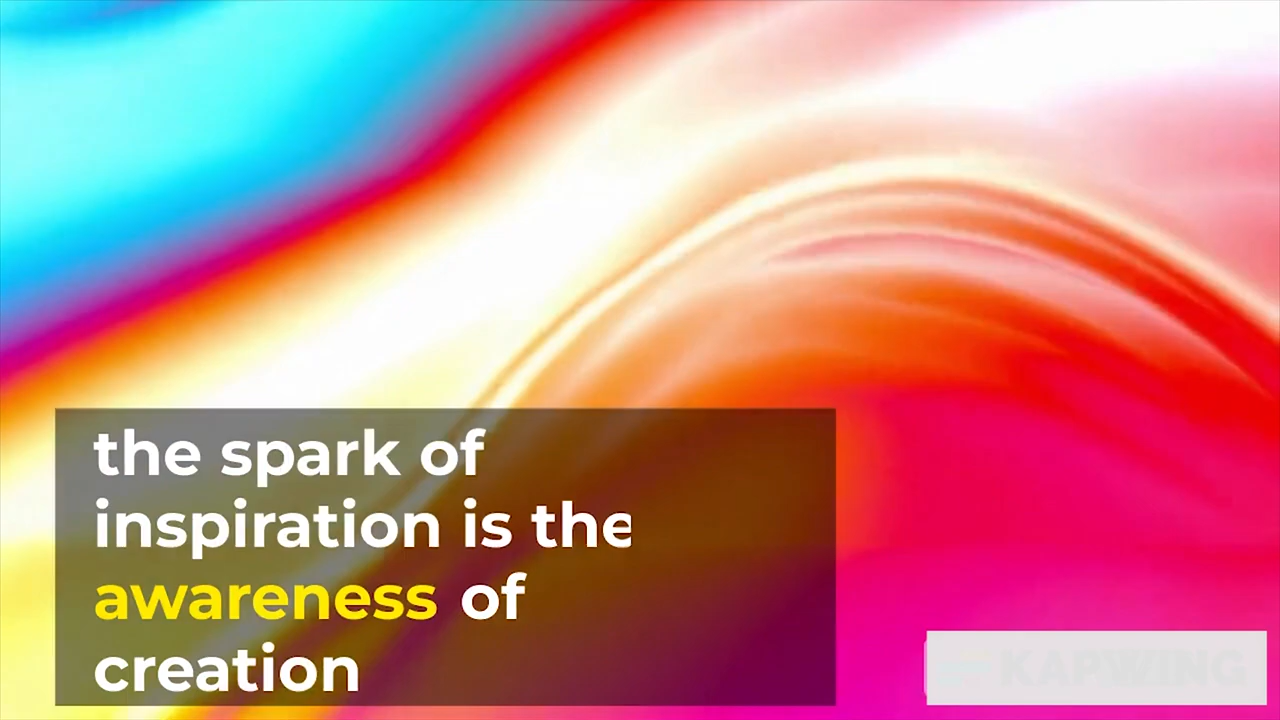 the spark of
inspiration is the
awareness of
creation
KAPWING